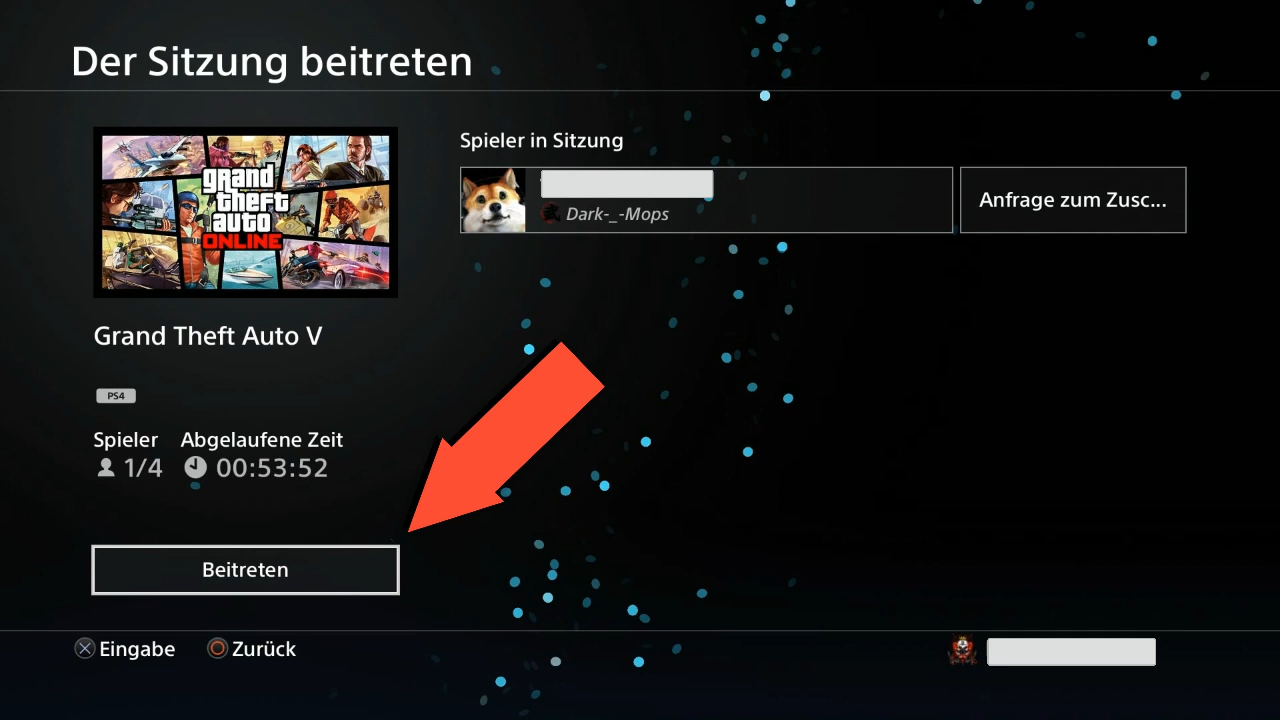 Der Sitzung beitreten
grand
theft
auto
ONLINE
Grand Theft Auto V
PS4
Spieler Abgelaufene Zeit
1/4 00:53:52
Beitreten
Spieler in Sitzung
Dark-_-Mops
Anfrage zum Zusc...
Eingabe Zurück